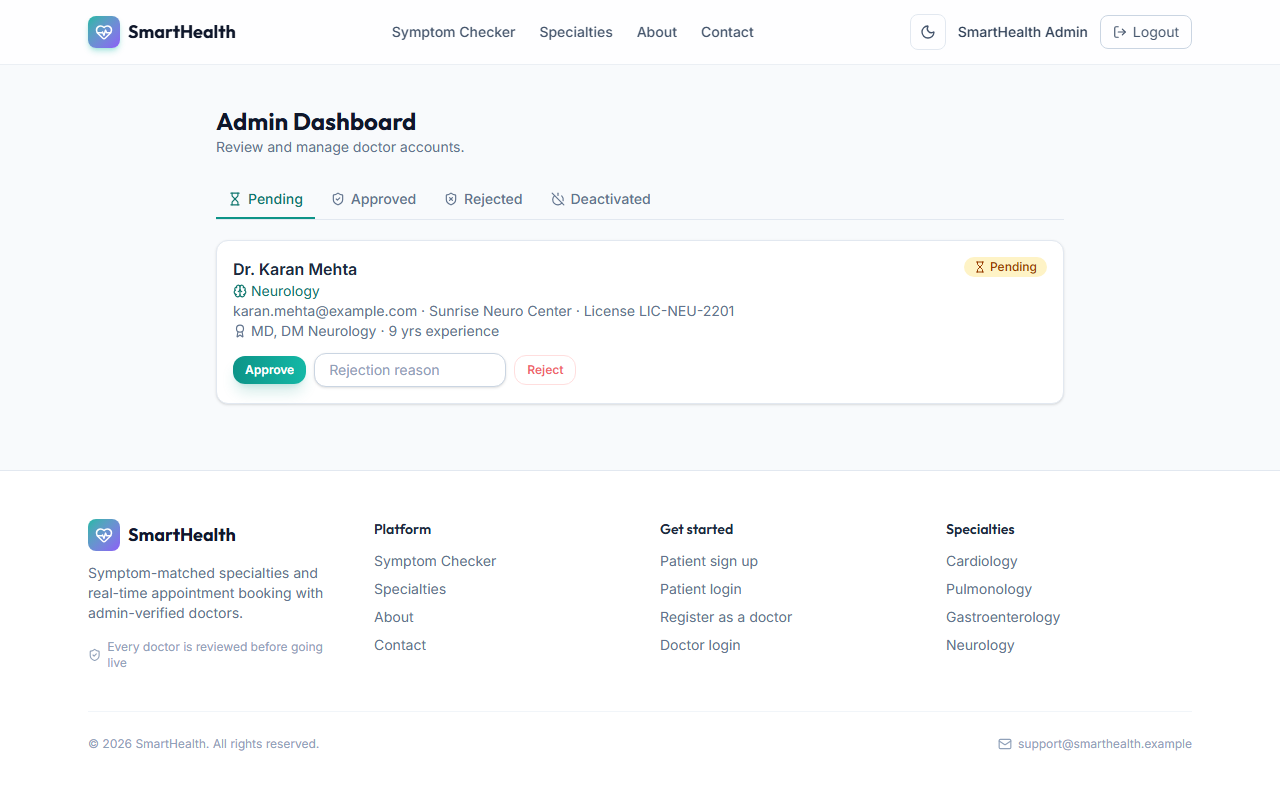 SmartHealth
Symptom Checker Specialties About Contact
SmartHealth Admin Logout
Admin Dashboard
Review and manage doctor accounts.
Pending Approved Rejected Deactivated
Dr. Karan Mehta
Pending
Neurology
karan.mehta@example.com · Sunrise Neuro Center · License LIC-NEU-2201
MD, DM Neurology · 9 yrs experience
Approve Rejection reason Reject
SmartHealth
Symptom-matched specialties and
real-time appointment booking with
admin-verified doctors.
Every doctor is reviewed before going
live
Platform
Symptom Checker
Specialties
About
Contact
Get started
Patient sign up
Patient login
Register as a doctor
Doctor login
Specialties
Cardiology
Pulmonology
Gastroenterology
Neurology
© 2026 SmartHealth. All rights reserved.
support@smarthealth.example